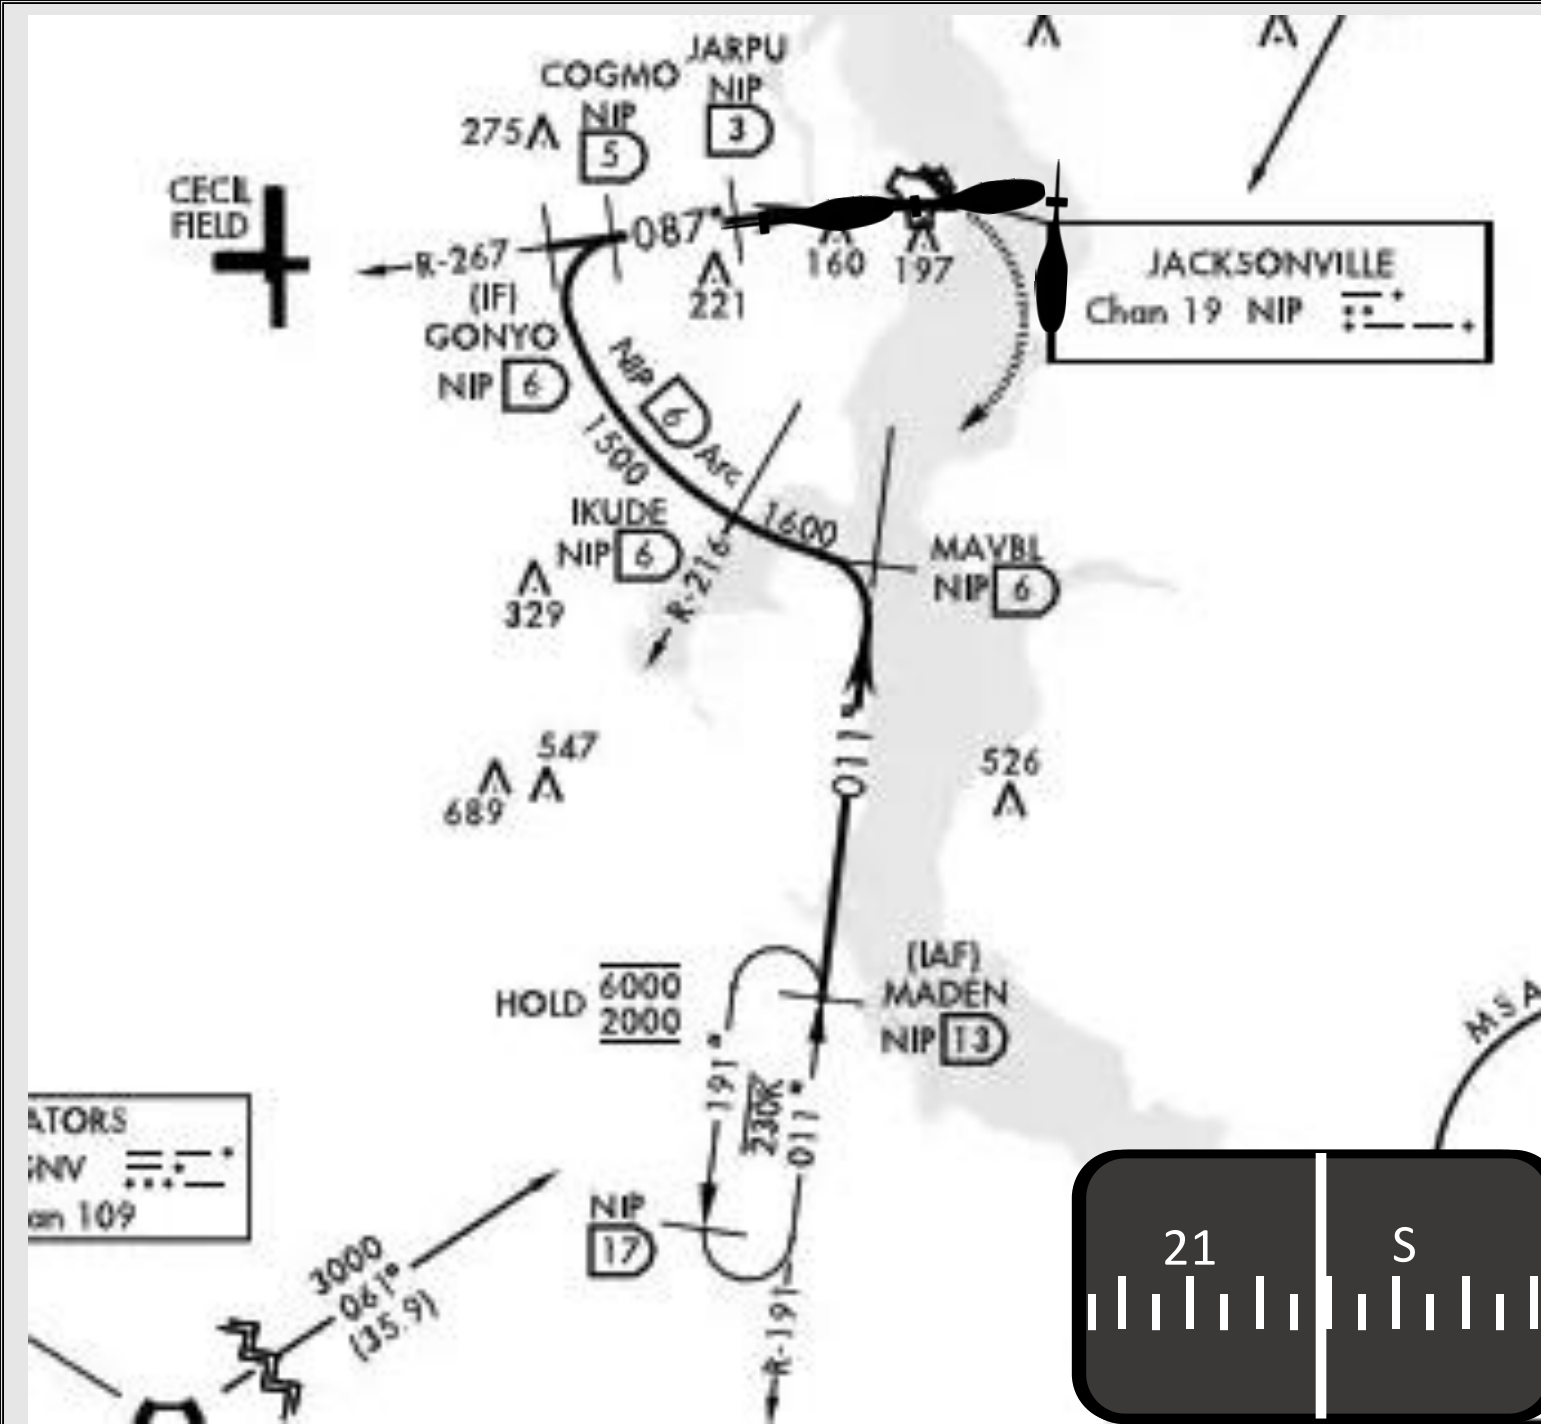 JARPU
NIP
3
COGMO
NIP
5
275
CECIL
FIELD
087°
R-267
(IF)
GONYO
NIP 6
221
160
197
JACKSONVILLE
Chan 19 NIP
NIP 6 Arc
1500
1600
IKUDE
NIP 6
R-216
MAVBL
NIP 6
329
011°
547
689
526
HOLD 6000
2000
(IAF)
MADEN
NIP 13
191°
230K
011°
MSA
ATORS
GNV
an 109
NIP
17
3000
061°
(35.9)
R-191
21 S